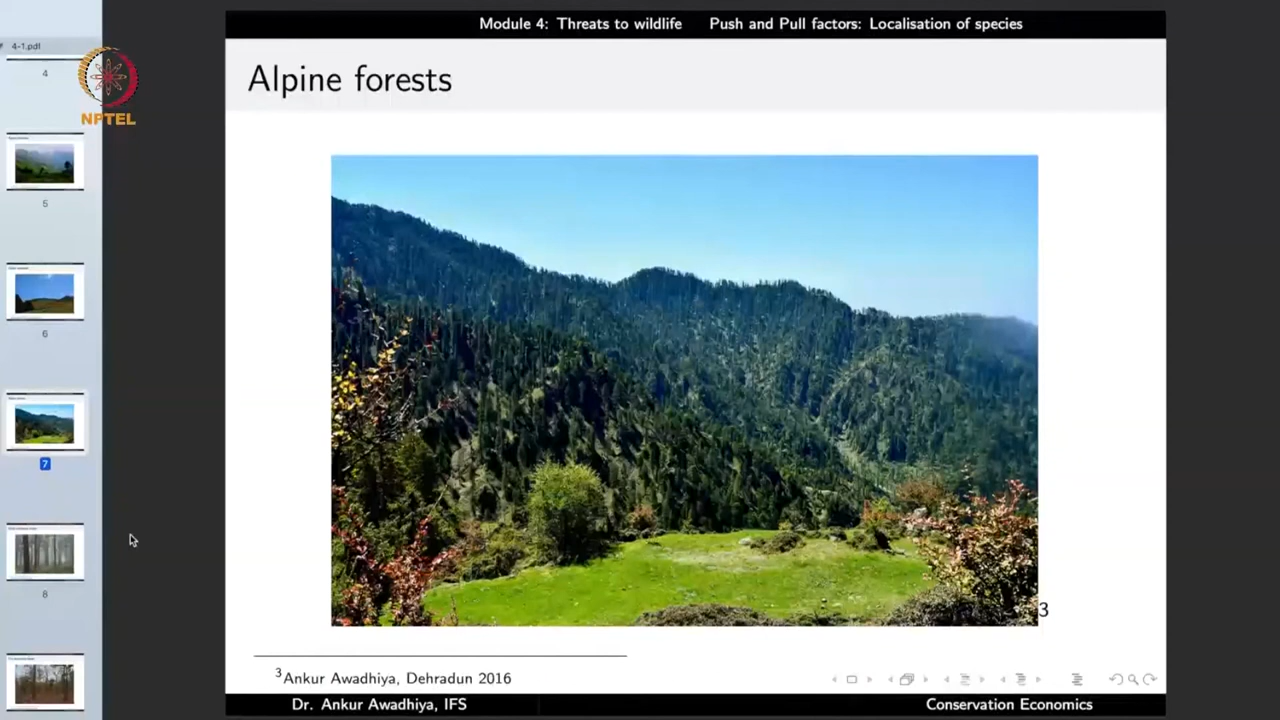 Module 4: Threats to wildlife Push and Pull factors: Localisation of species
4-1.pdf
NPTEL
Alpine forests
4
5
6
7
8
3
3Ankur Awadhiya, Dehradun 2016
Dr. Ankur Awadhiya, IFS Conservation Economics